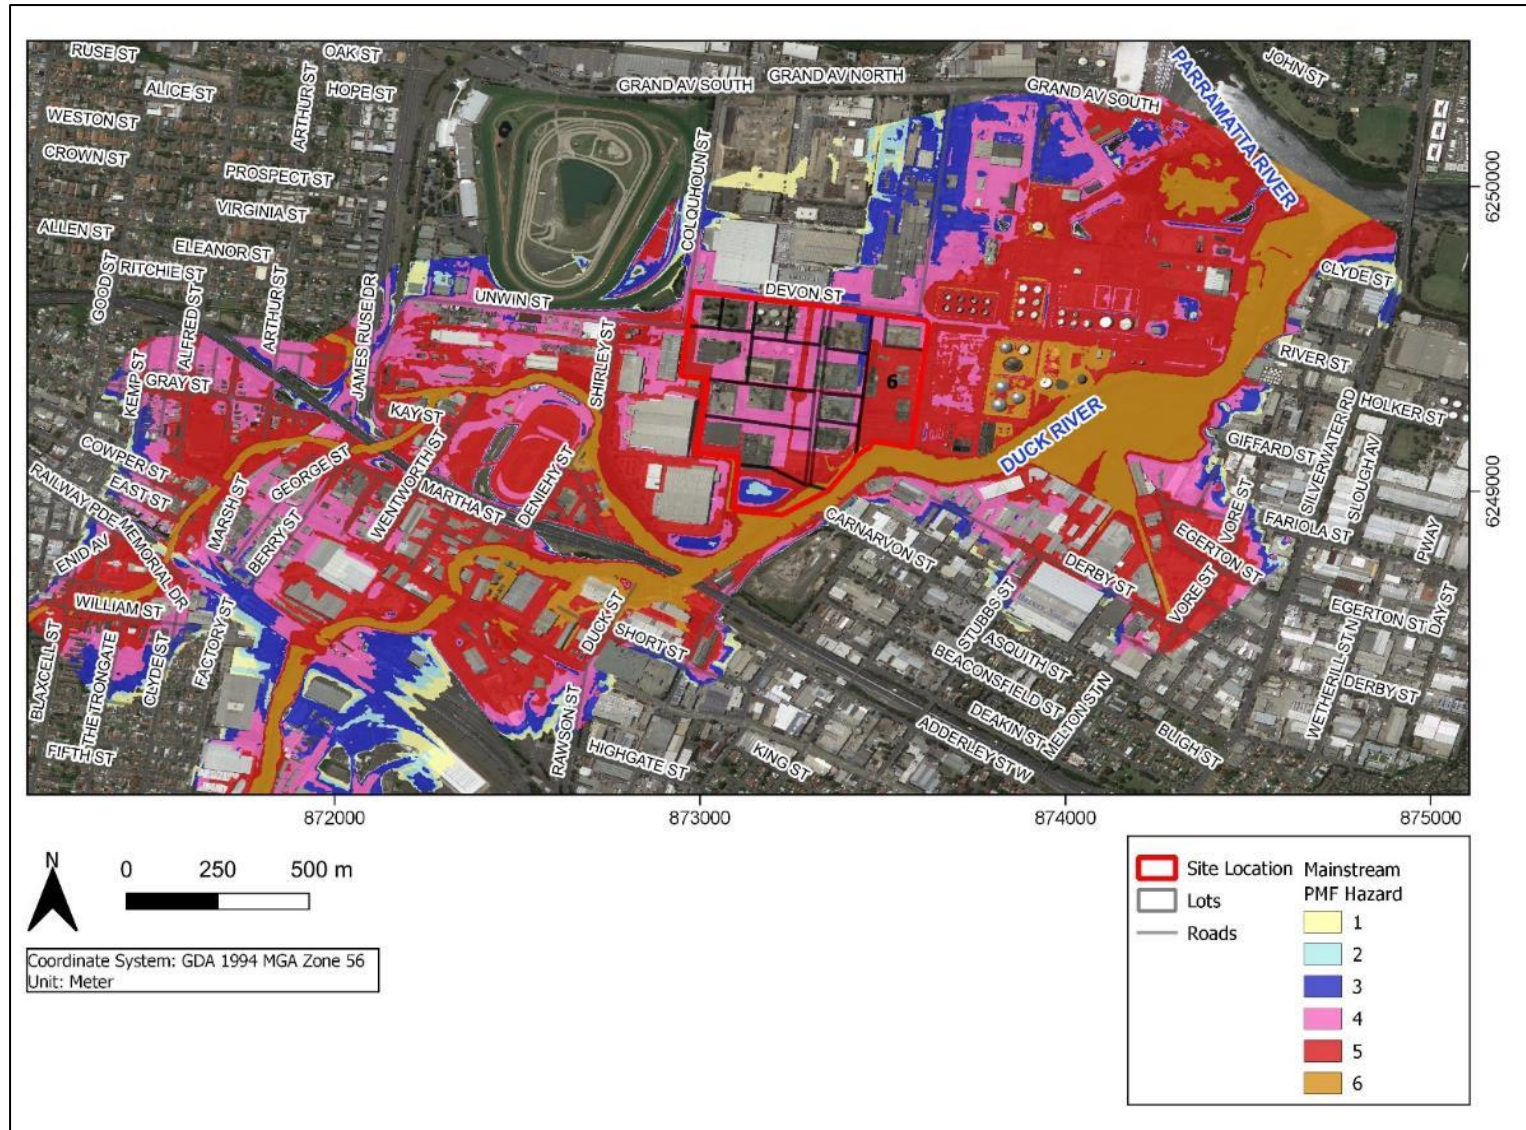 RUSE ST
OAK ST
JOHN ST
ALICE ST
ARTHUR ST
HOPE ST
GRAND AV SOUTH
GRAND AV NORTH
GRAND AV SOUTH
PARRAMATTA RIVER
WESTON ST
CROWN ST
PROSPECT ST
COLQUHOUN ST
6250000
VIRGINIA ST
ALLEN ST
ELEANOR ST
RITCHIE ST
GOOD ST
ALFRED ST
ARTHUR ST
JAMES RUSE DR
UNWIN ST
DEVON ST
CLYDE ST
SHIRLEY ST
RIVER ST
KEMP ST
GRAY ST
6
KAY ST
HOLKER ST
DUCK RIVER
GIFFARD ST
SILVERWATER RD
SLOUGH AV
COWPER ST
GEORGE ST
WENTWORTH ST
DENIEHY ST
RAILWAY PDE
EAST ST
MARTHA ST
6249000
MARSH ST
BERRY ST
CARNARVON ST
VORE ST
FARIOLA ST
PWAY
EGERTON ST
ENID AV
MEMORIAL DR
DERBY ST
VORE ST
WILLIAM ST
FACTORY ST
DUCK ST
SHORT ST
STUBBS ST
ASQUITH ST
EGERTON ST
DAY ST
BLAXCELL ST
THE TRONGATE
CLYDE ST
BEACONSFIELD ST
WETHERILL ST N
DERBY ST
MELTON ST N
DEAKIN ST
FIFTH ST
RAWSON ST
HIGHGATE ST
KING ST
ADDERLEY ST W
BLIGH ST
872000
873000
874000
875000
N
0 250 500 m
Coordinate System: GDA 1994 MGA Zone 56
Unit: Meter
Site Location
Lots
Roads
Mainstream
PMF Hazard
1
2
3
4
5
6